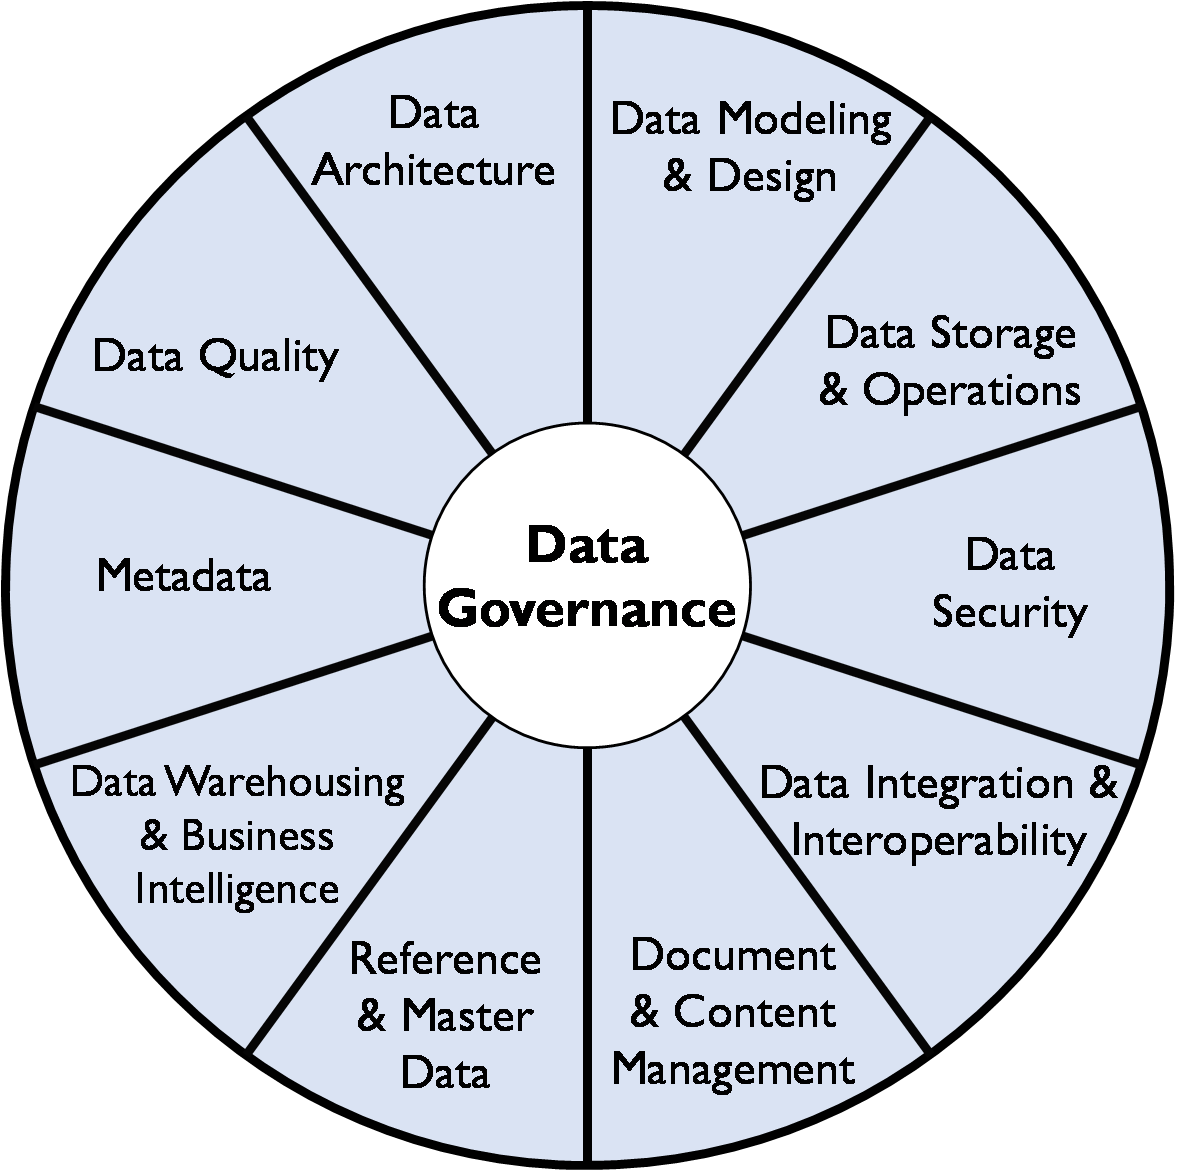 Data
Architecture
Data Modeling
& Design
Data Storage
& Operations
Data
Security
Data Integration &
Interoperability
Document
& Content
Management
Reference
& Master
Data
Data Warehousing
& Business
Intelligence
Metadata
Data Quality
Data
Governance